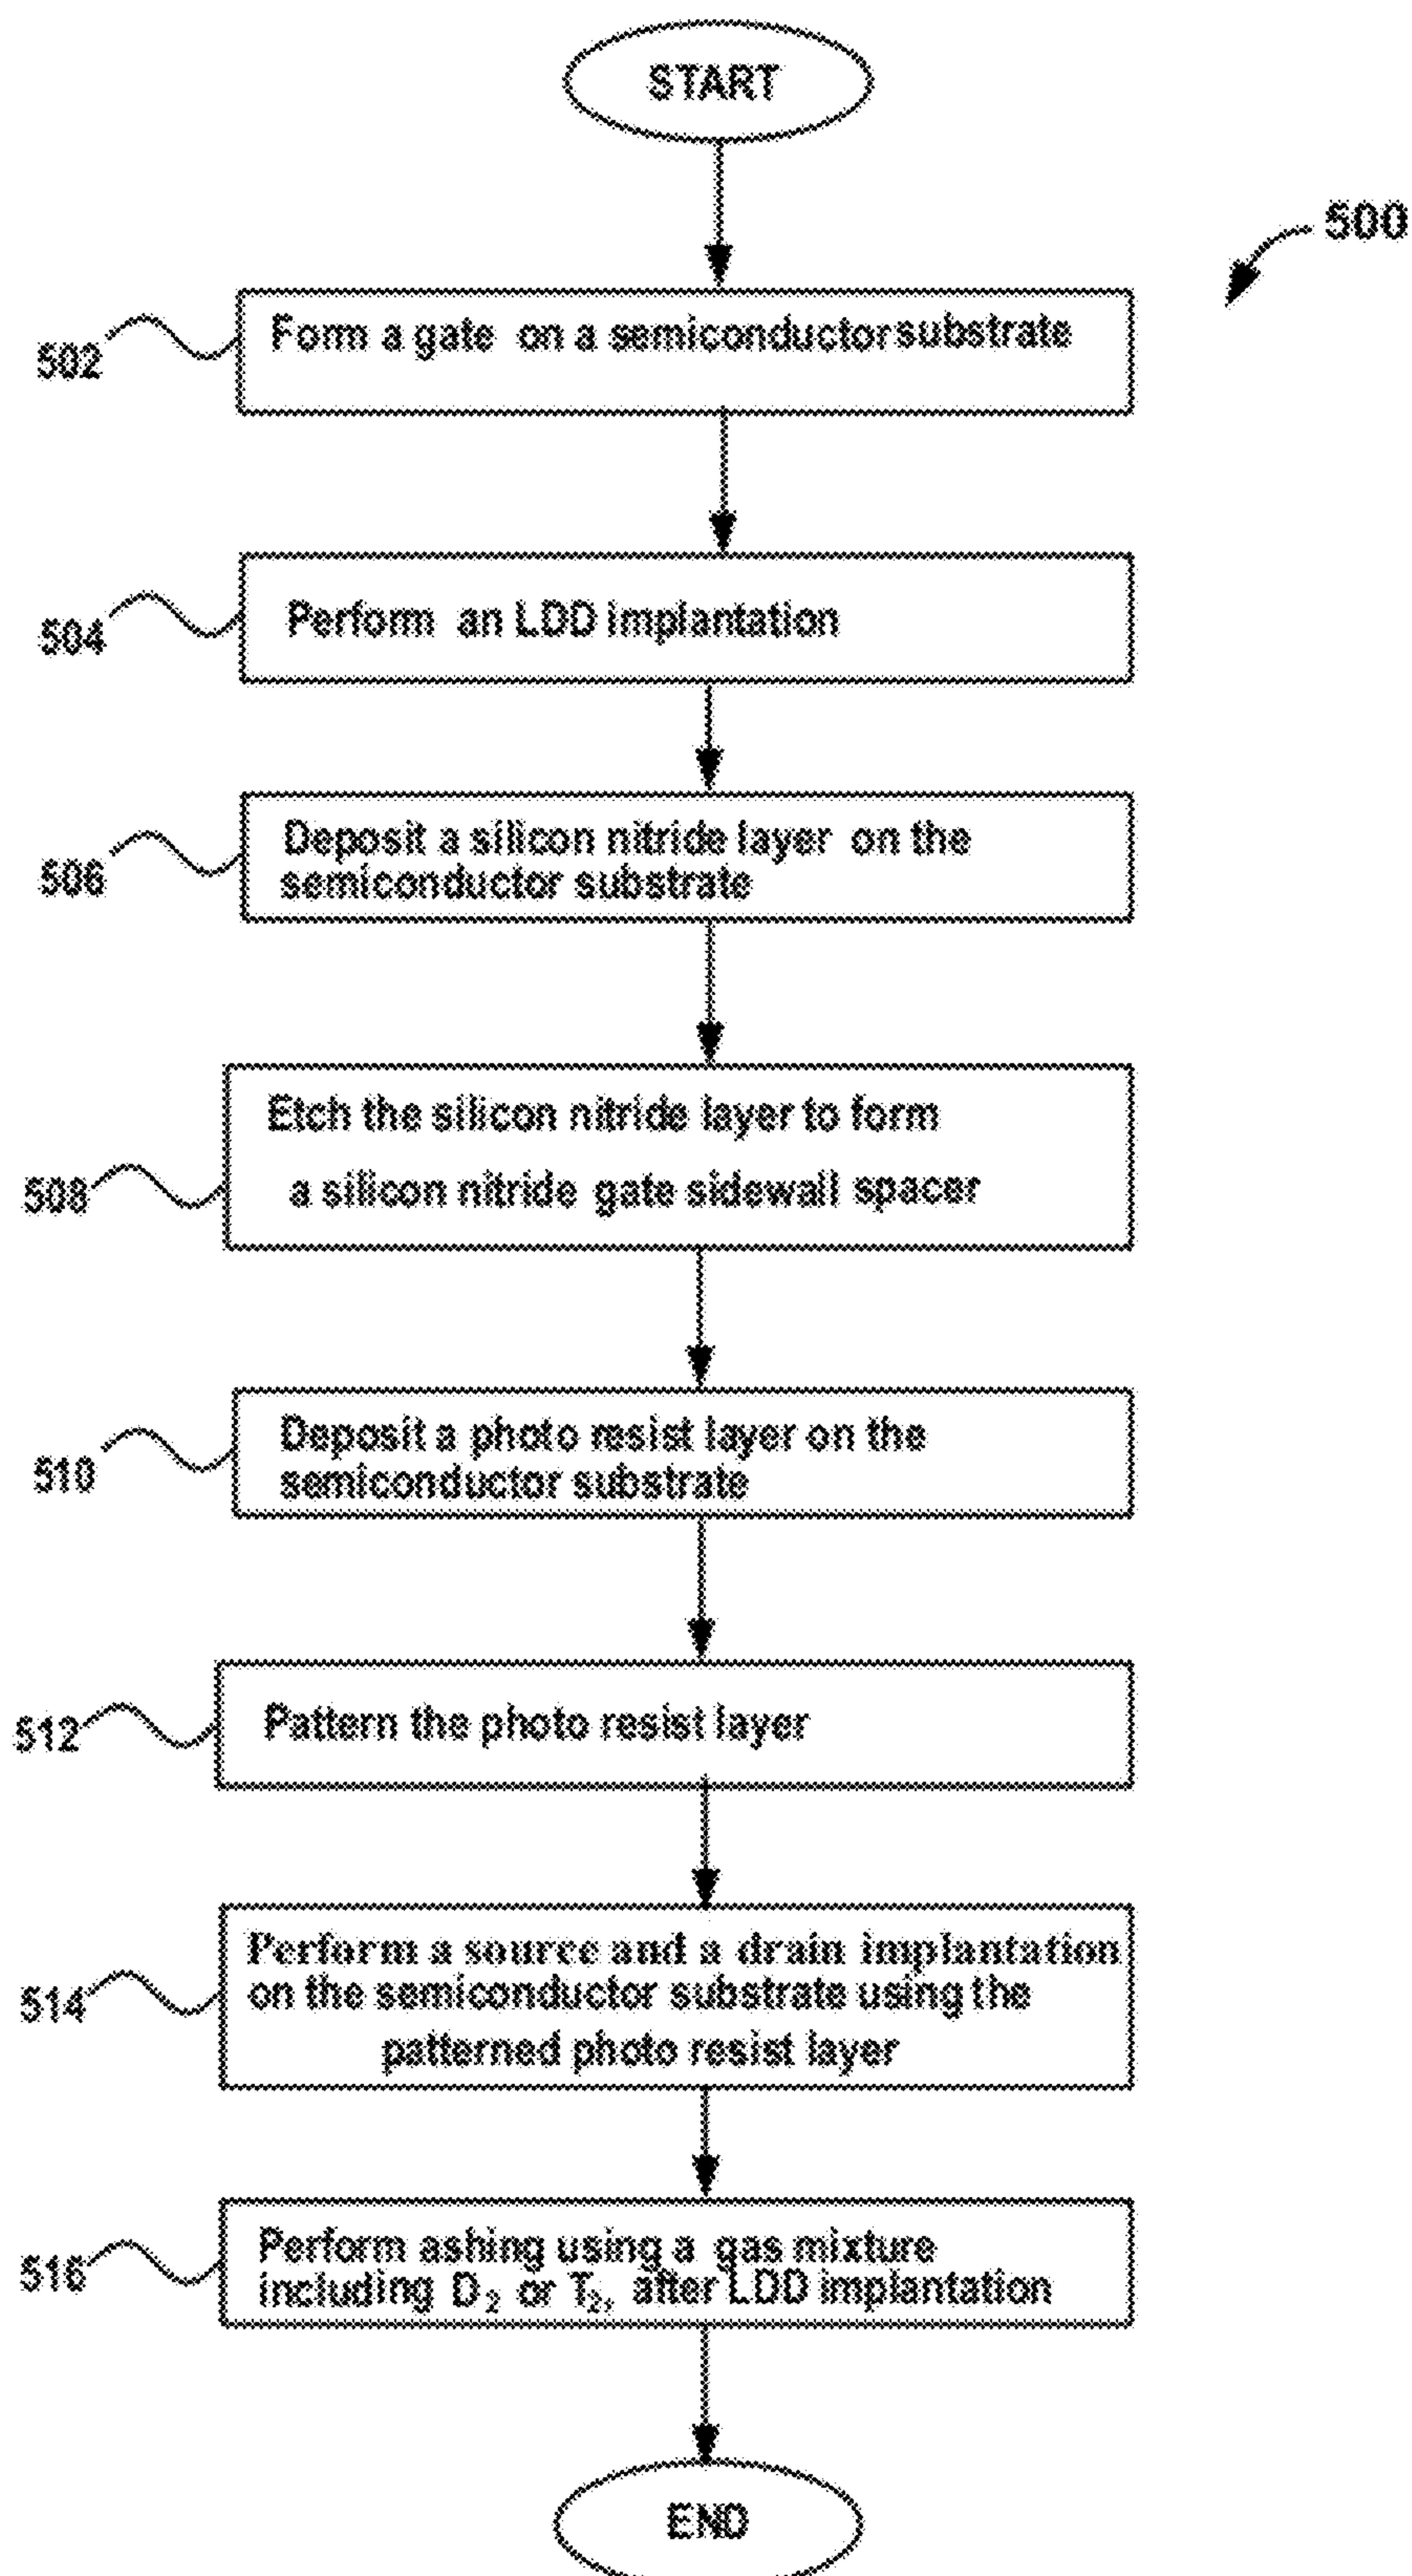 START
500
502
Form a gate on a semiconductor substrate
504
Perform an LDD implantation
506
Deposit a silicon nitride layer on the
semiconductor substrate
508
Etch the silicon nitride layer to form
a silicon nitride gate sidewall spacer
510
Deposit a photo resist layer on the
semiconductor substrate
512
Pattern the photo resist layer
514
Perform a source and a drain implantation
on the semiconductor substrate using the
patterned photo resist layer
516
Perform ashing using a gas mixture
including D₂ or T₂, after LDD implantation
END